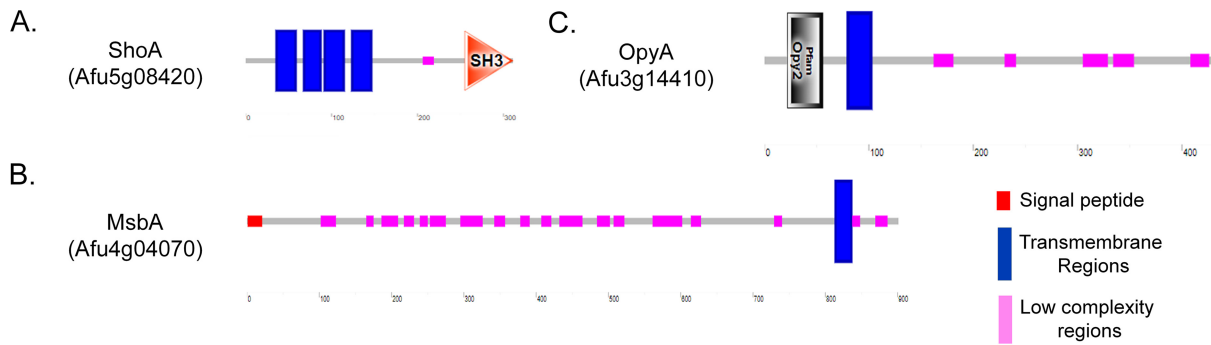 A.
ShoA
(Afu5g08420)
SH3
0 100 200 300
C.
OpyA
(Afu3g14410)
Pfam
Opy2
0 100 200 300 400
B.
MsbA
(Afu4g04070)
0 100 200 300 400 500 600 700 800 900
Signal peptide
Transmembrane
Regions
Low complexity
regions